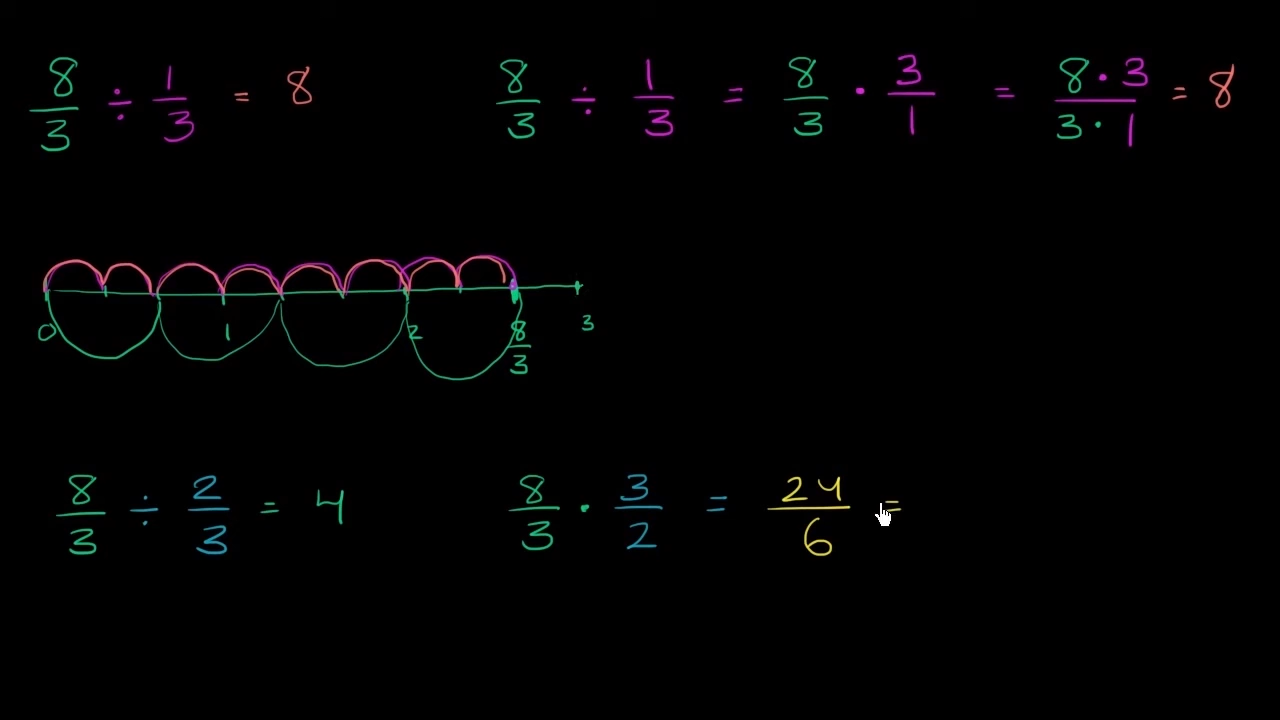 8/3 ÷ 1/3 = 8
8/3 ÷ 1/3 = 8/3 · 3/1 = 8·3/3·1 = 8
0 1 2 8/3 3
8/3 ÷ 2/3 = 4
8/3 · 3/2 = 24/6 =